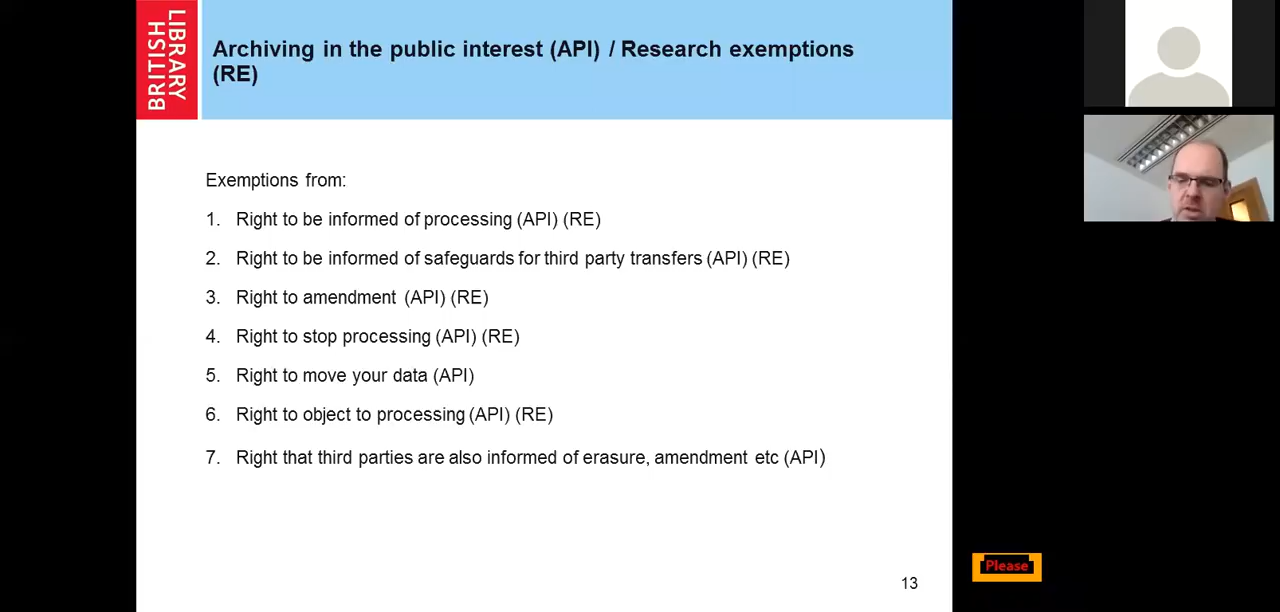 BRITISH
LIBRARY
Archiving in the public interest (API) / Research exemptions
(RE)
Exemptions from:
1. Right to be informed of processing (API) (RE)
2. Right to be informed of safeguards for third party transfers (API) (RE)
3. Right to amendment (API) (RE)
4. Right to stop processing (API) (RE)
5. Right to move your data (API)
6. Right to object to processing (API) (RE)
7. Right that third parties are also informed of erasure, amendment etc (API)
13
Please